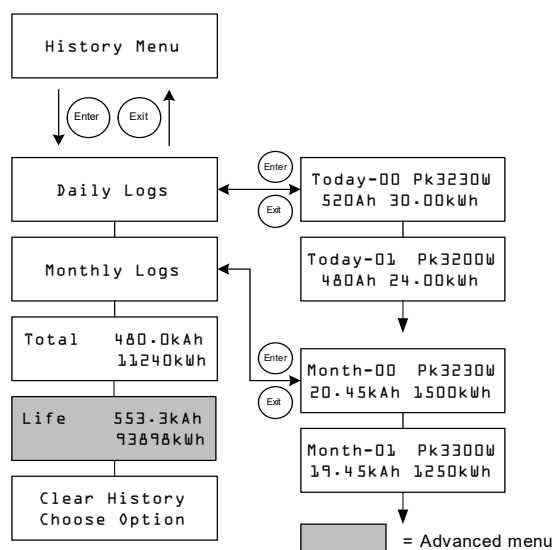 History Menu
Enter
Exit
Daily Logs
Enter
Exit
Today-00 Pk3230W
520Ah 30.00kWh
Today-01 Pk3200W
480Ah 24.00kWh
Monthly Logs
Enter
Exit
Month-00 Pk3230W
20.45kAh 1500kWh
Month-01 Pk3300W
19.45kAh 1250kWh
Total 480.0kAh
11240kWh
Life 553.3kAh
93898kWh
Clear History
Choose Option
= Advanced menu